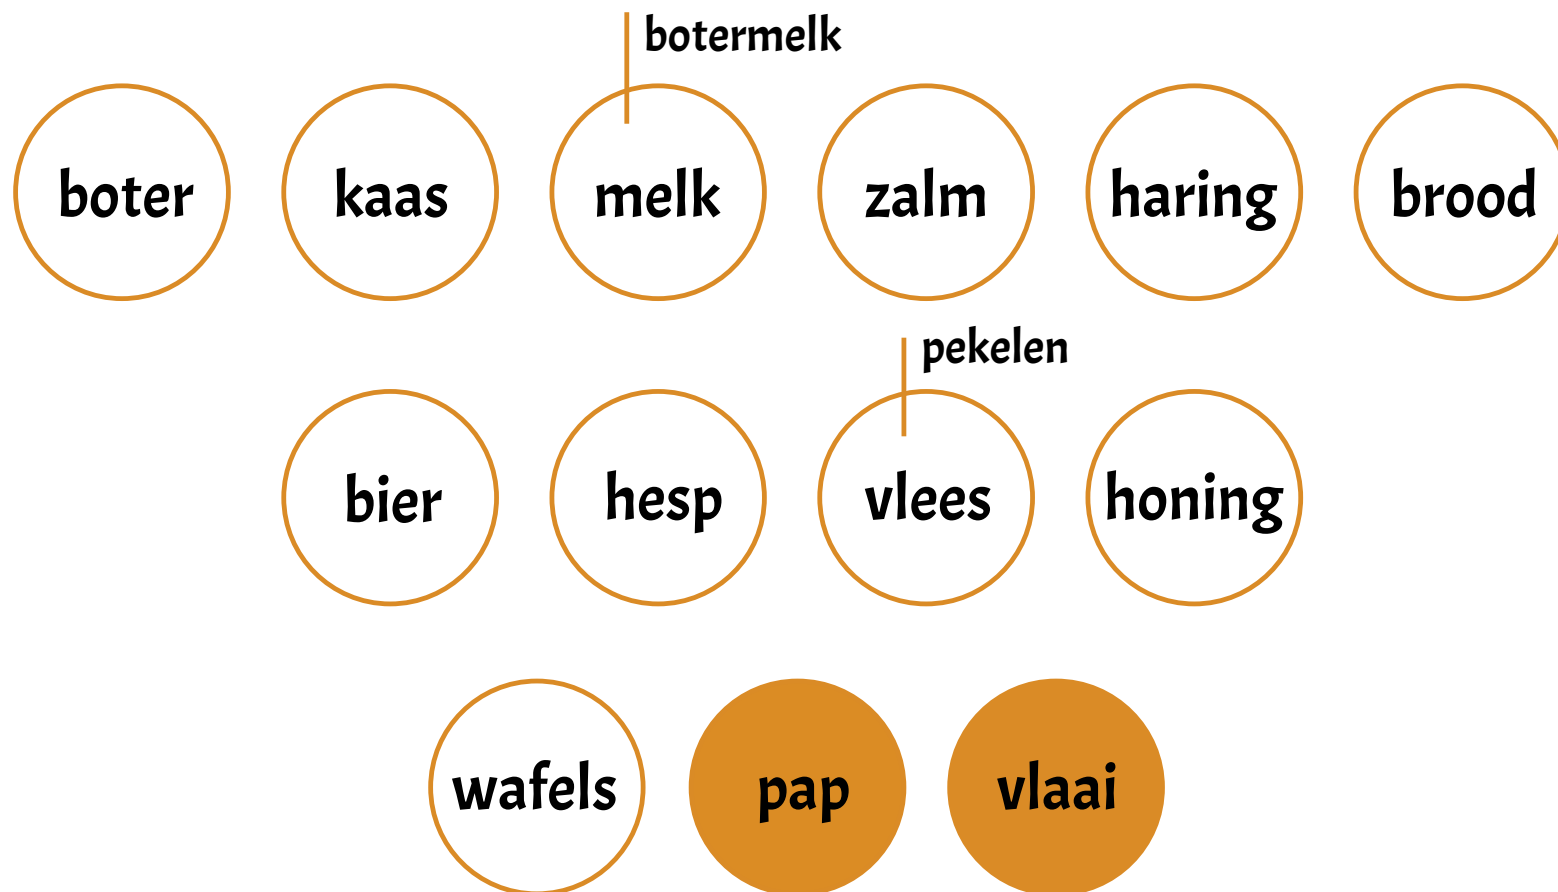 botermelk
boter kaas melk zalm haring brood
pekelen
bier hesp vlees honing
wafels pap vlaai